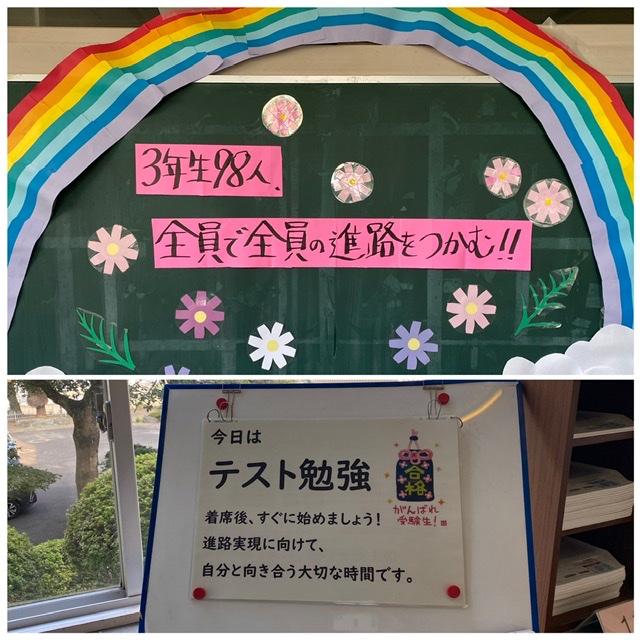 3年生98人、
全員で全員の進路をつかむ!!
今日は
テスト勉強
着席後、すぐに始めましょう！
進路実現に向けて、
自分と向き合う大切な時間です。
合格
がんばれ
受験生！